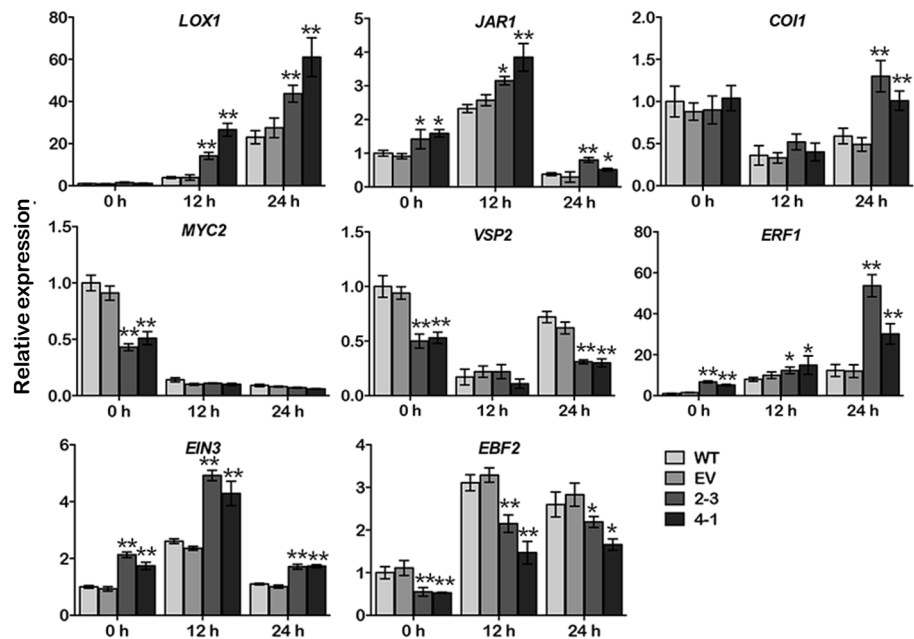 LOX1
80
60
40
20
0
0 h 12 h 24 h
** ** ** **
JAR1
5
4
3
2
1
0
0 h 12 h 24 h
* * * ** ** *
COI1
2.0
1.5
1.0
0.5
0.0
0 h 12 h 24 h
** **
Relative expression
MYC2
1.5
1.0
0.5
0.0
0 h 12 h 24 h
** **
VSP2
1.5
1.0
0.5
0.0
0 h 12 h 24 h
** ** ** **
ERF1
80
60
40
20
0
0 h 12 h 24 h
** ** * * ** **
EIN3
6
4
2
0
0 h 12 h 24 h
** ** ** ** ** **
EBF2
4
3
2
1
0
0 h 12 h 24 h
** ** ** ** * *
WT
EV
2-3
4-1